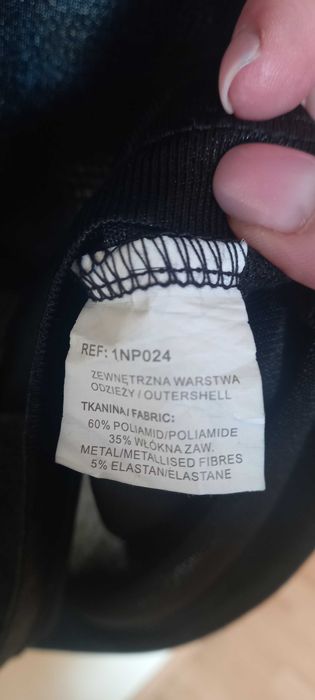 REF: 1NP024
ZEWNĘTRZNA WARSTWA
ODZIEŻY / OUTERSHELL
TKANINA/FABRIC:
60% POLIAMID/POLIAMIDE
35% WŁÓKNA ZAW.
METAL/METALLISED FIBRES
5% ELASTAN/ELASTANE